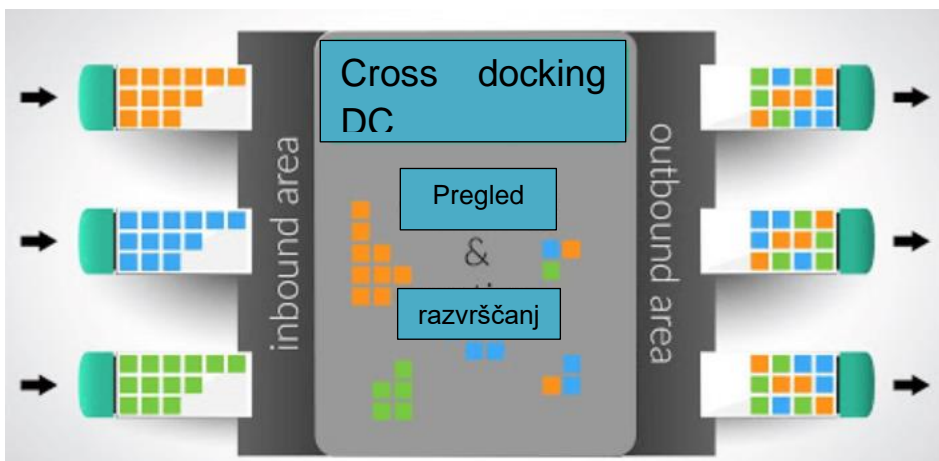 Cross docking
DC
inbound area
outbound area
Pregled
&
razvrščanj